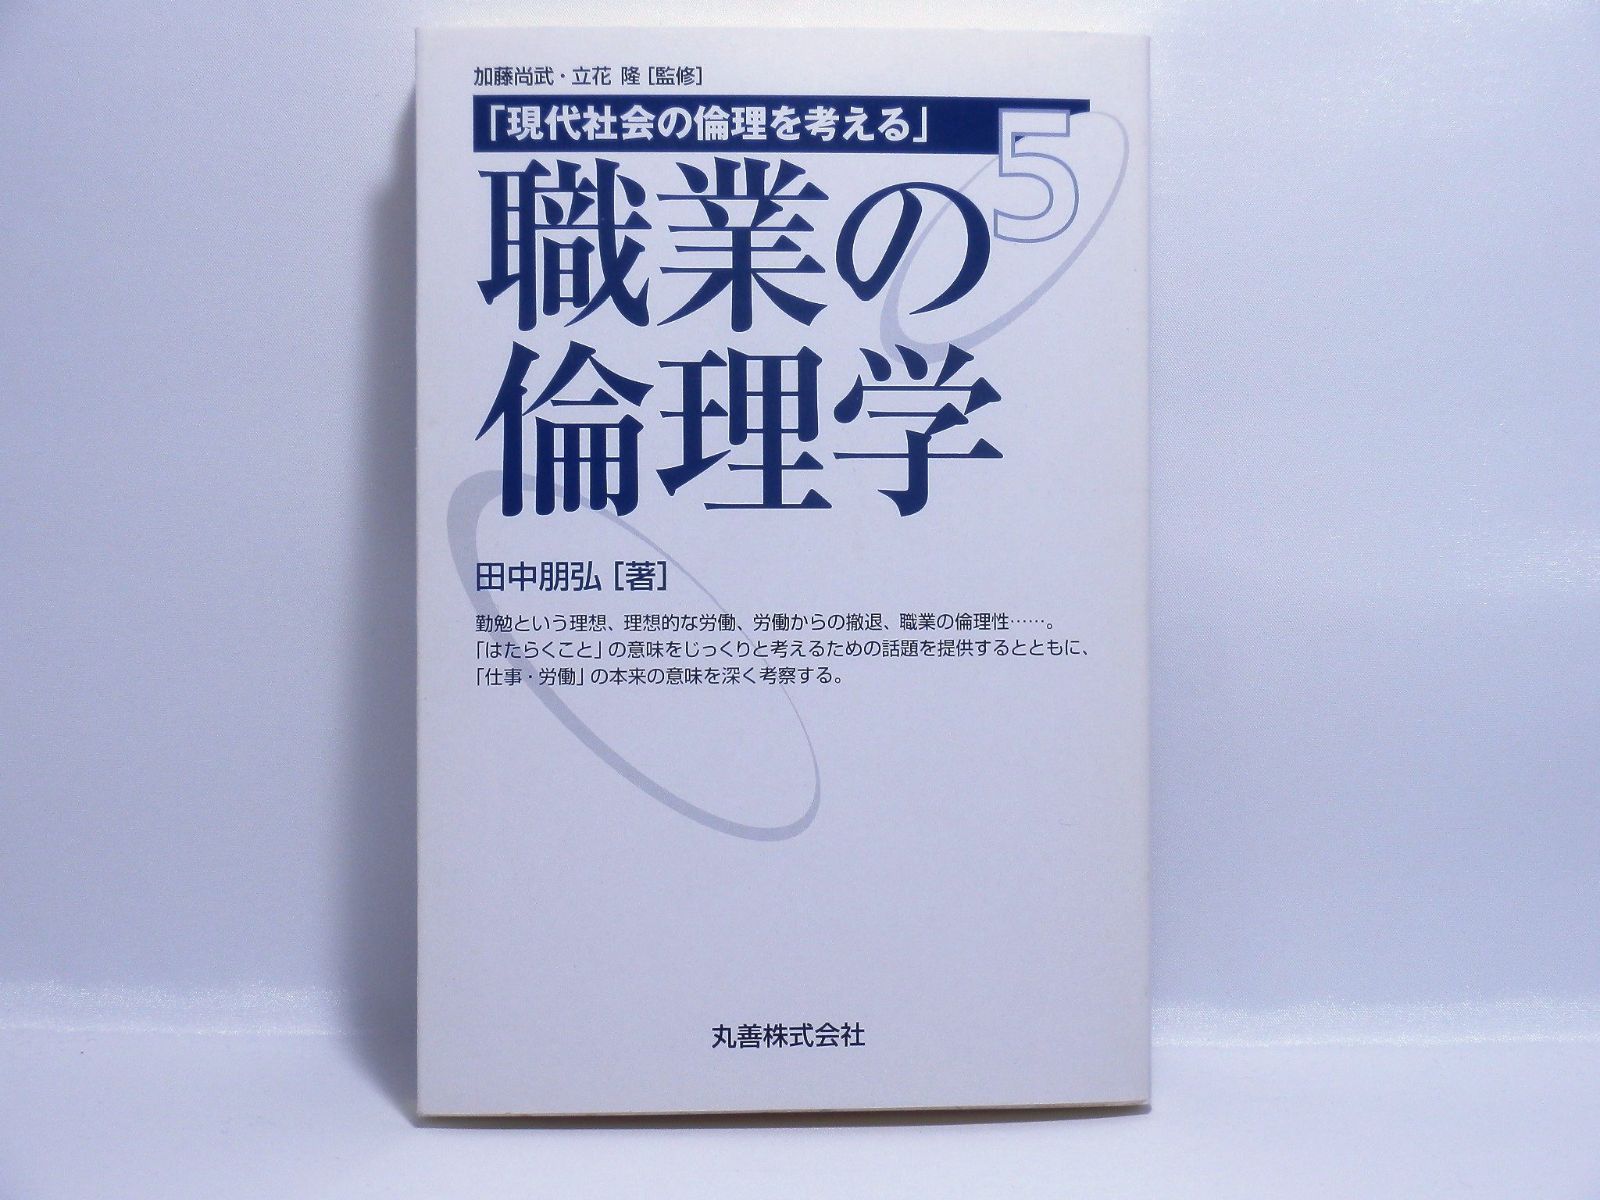 加藤尚武・立花 隆［監修］
「現代社会の倫理を考える」
5
職業の
倫理学
田中朋弘［著］
勤勉という理想、理想的な労働、労働からの撤退、職業の倫理性……。
「はたらくこと」の意味をじっくりと考えるための話題を提供するとともに、
「仕事・労働」の本来の意味を深く考察する。
丸善株式会社